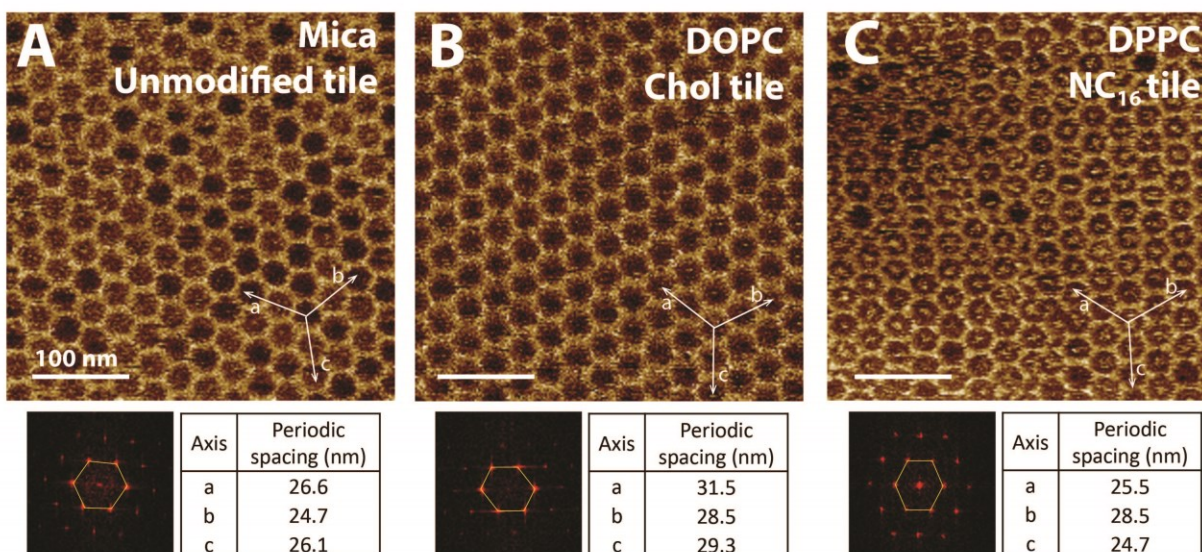 A
Mica
Unmodified tile
a
b
c
100 nm
B
DOPC
Chol tile
a
b
c
C
DPPC
NC₁₆ tile
a
b
c
Axis Periodic spacing (nm)
a 26.6
b 24.7
c 26.1
Axis Periodic spacing (nm)
a 31.5
b 28.5
c 29.3
Axis Periodic spacing (nm)
a 25.5
b 28.5
c 24.7